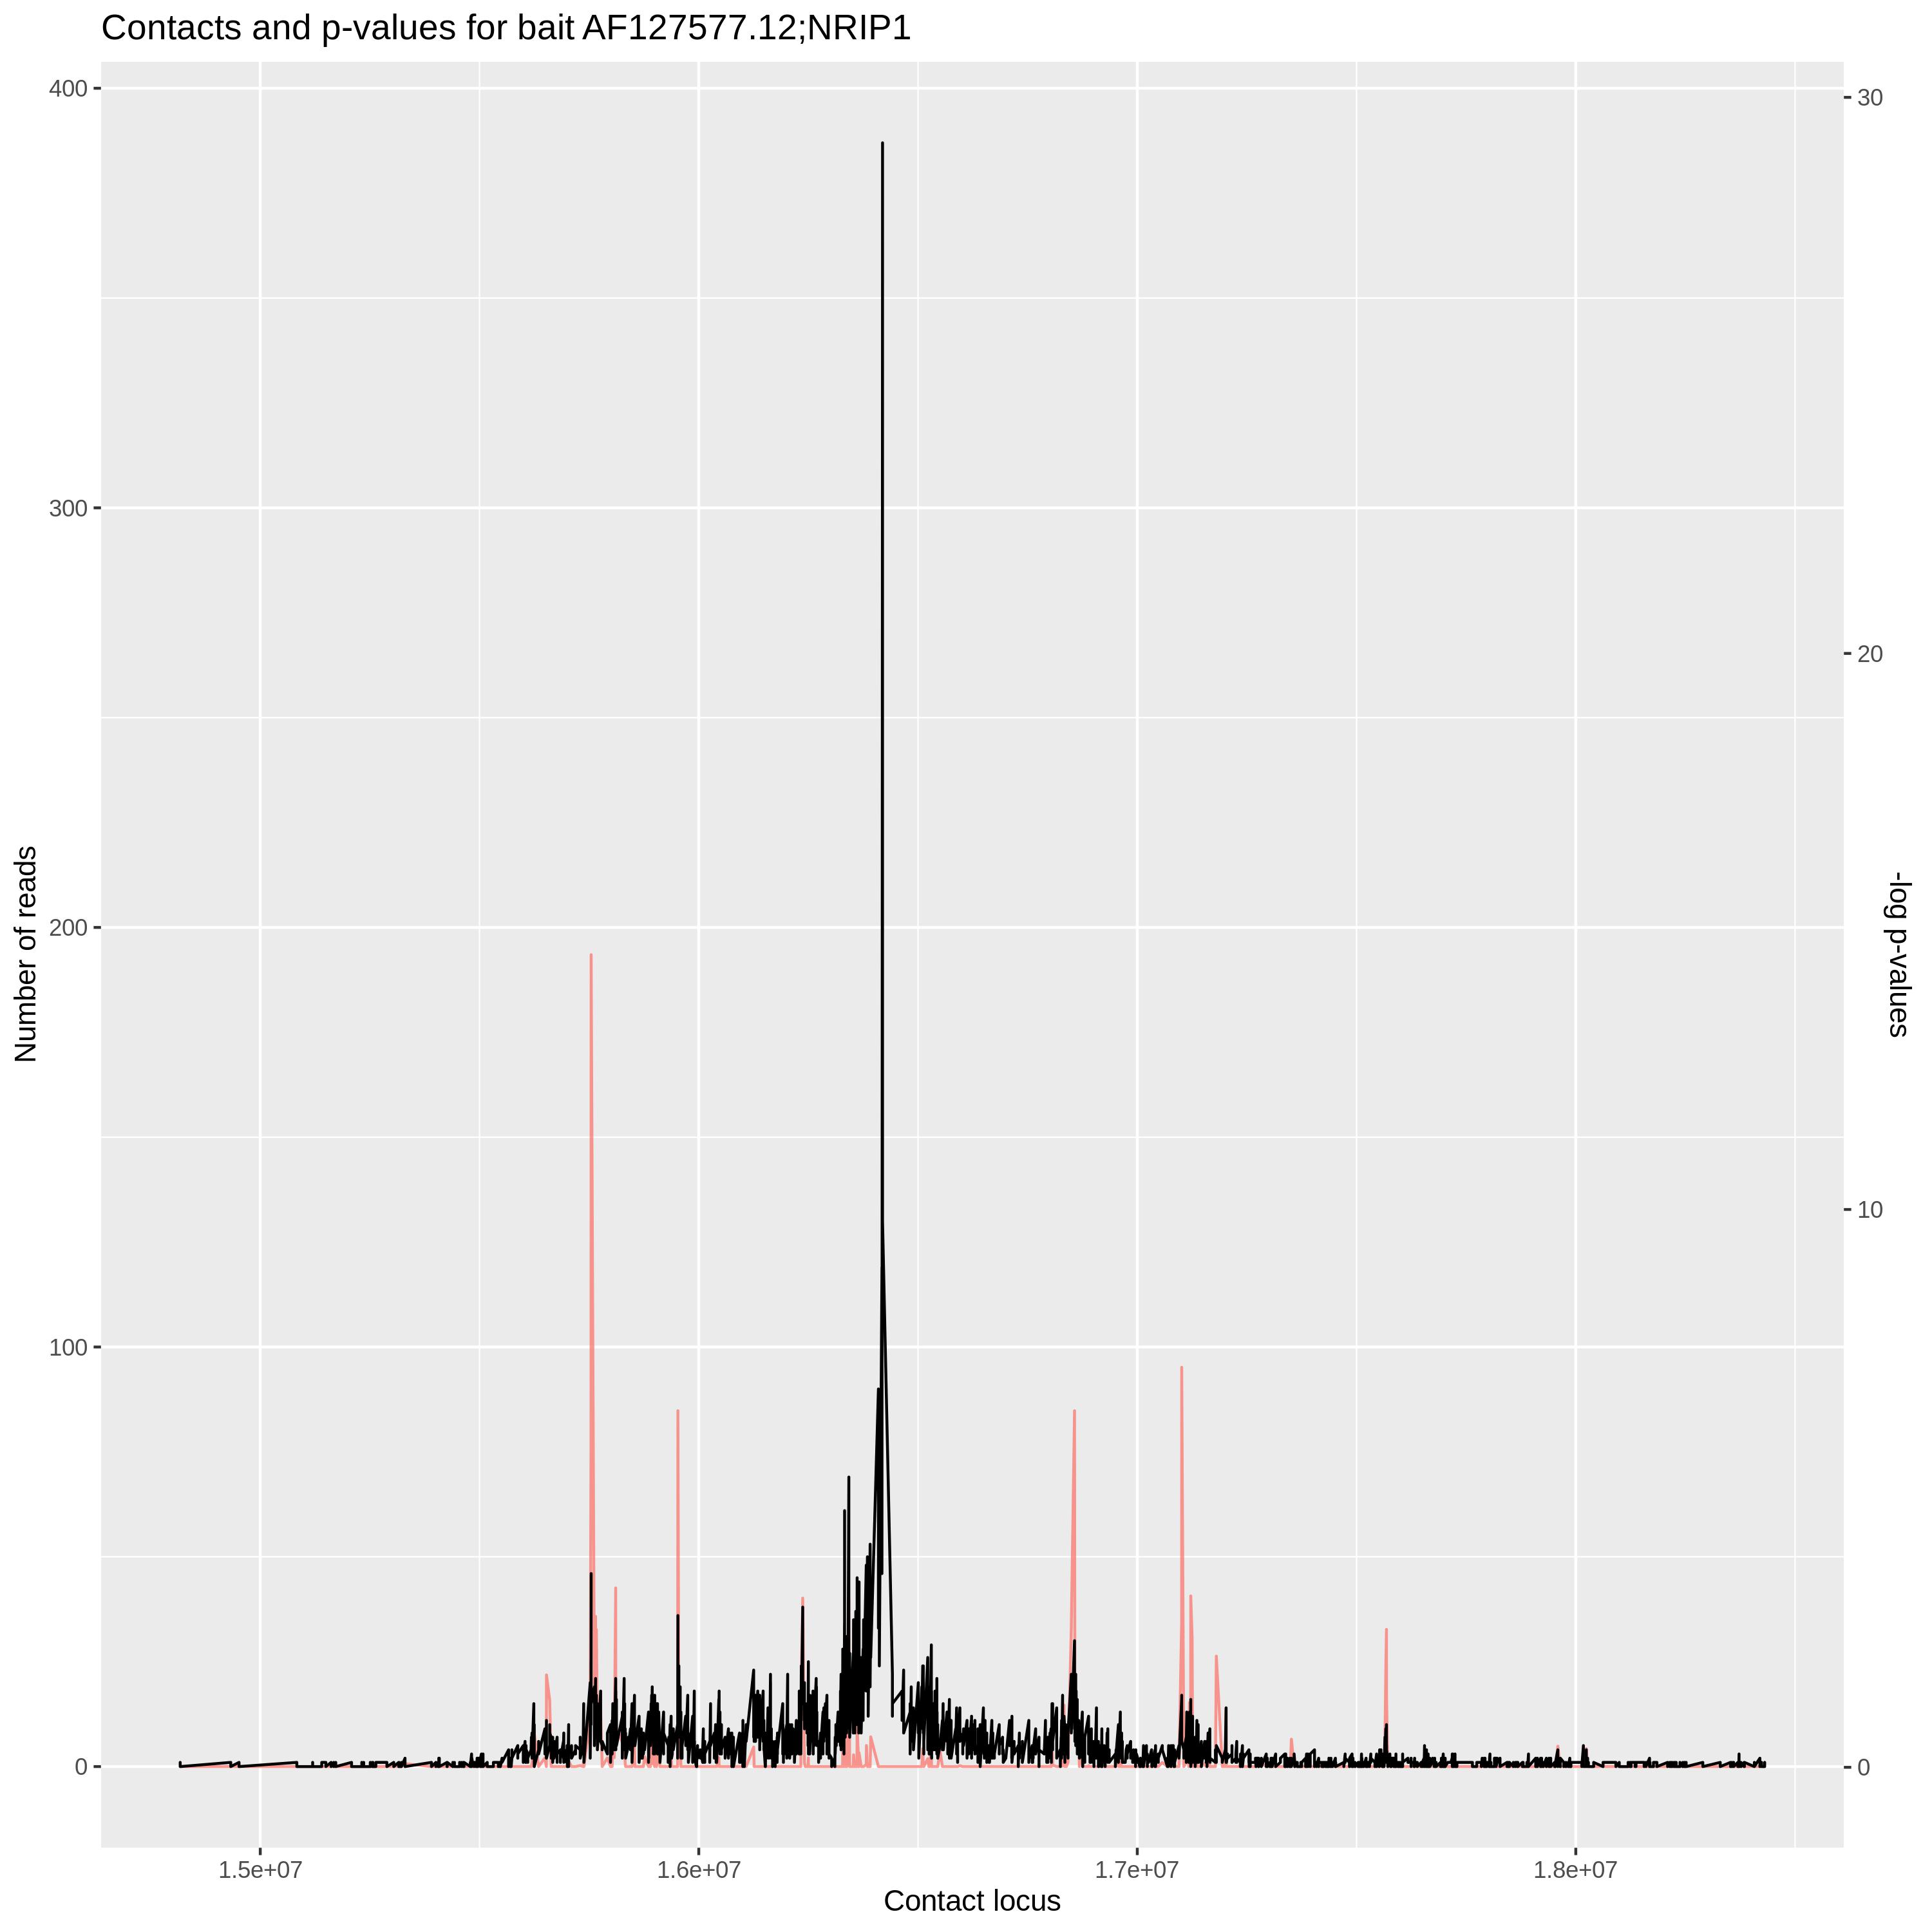 Contacts and p-values for bait AF127577.12;NRIP1
400
300
200
100
0
30
20
10
0
Number of reads
-log p-values
1.5e+07
1.6e+07
1.7e+07
1.8e+07
Contact locus